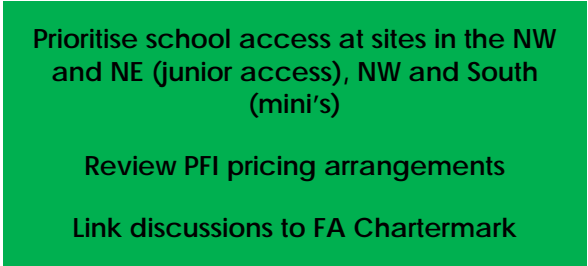 Prioritise school access at sites in the NW
and NE (junior access), NW and South
(mini's)
Review PFI pricing arrangements
Link discussions to FA Chartermark